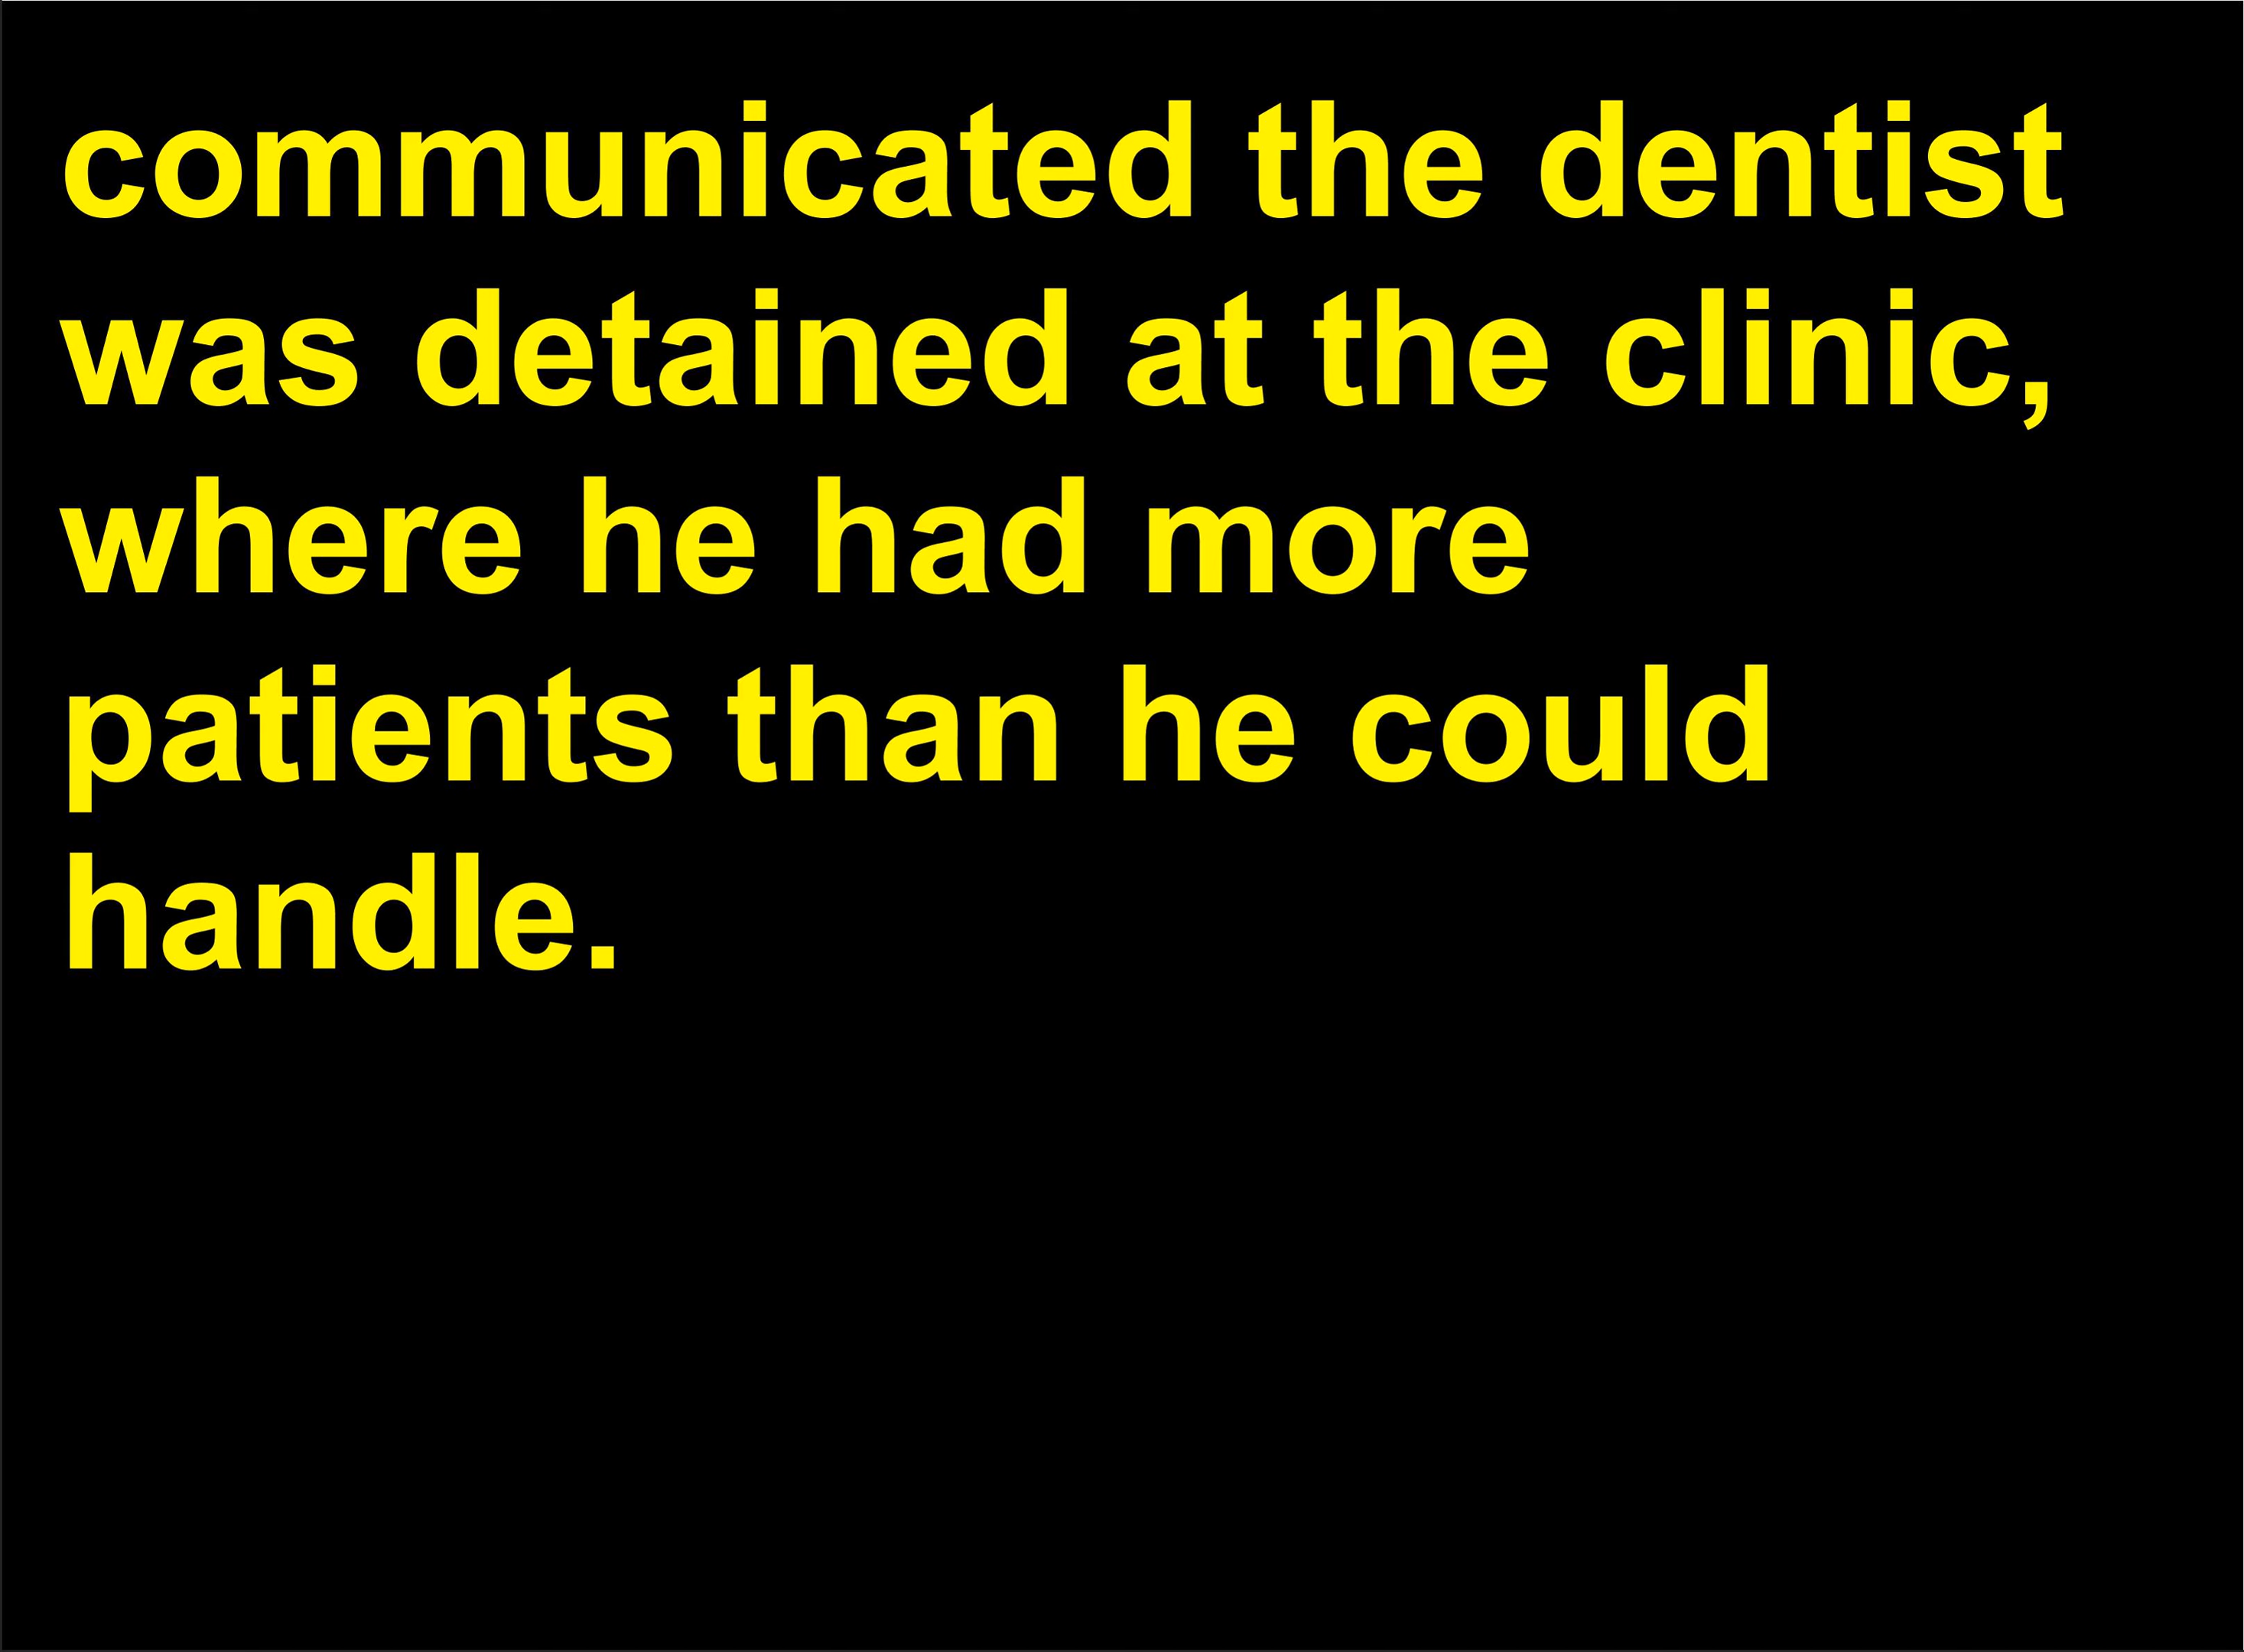 communicated the dentist
was detained at the clinic,
where he had more
patients than he could
handle.